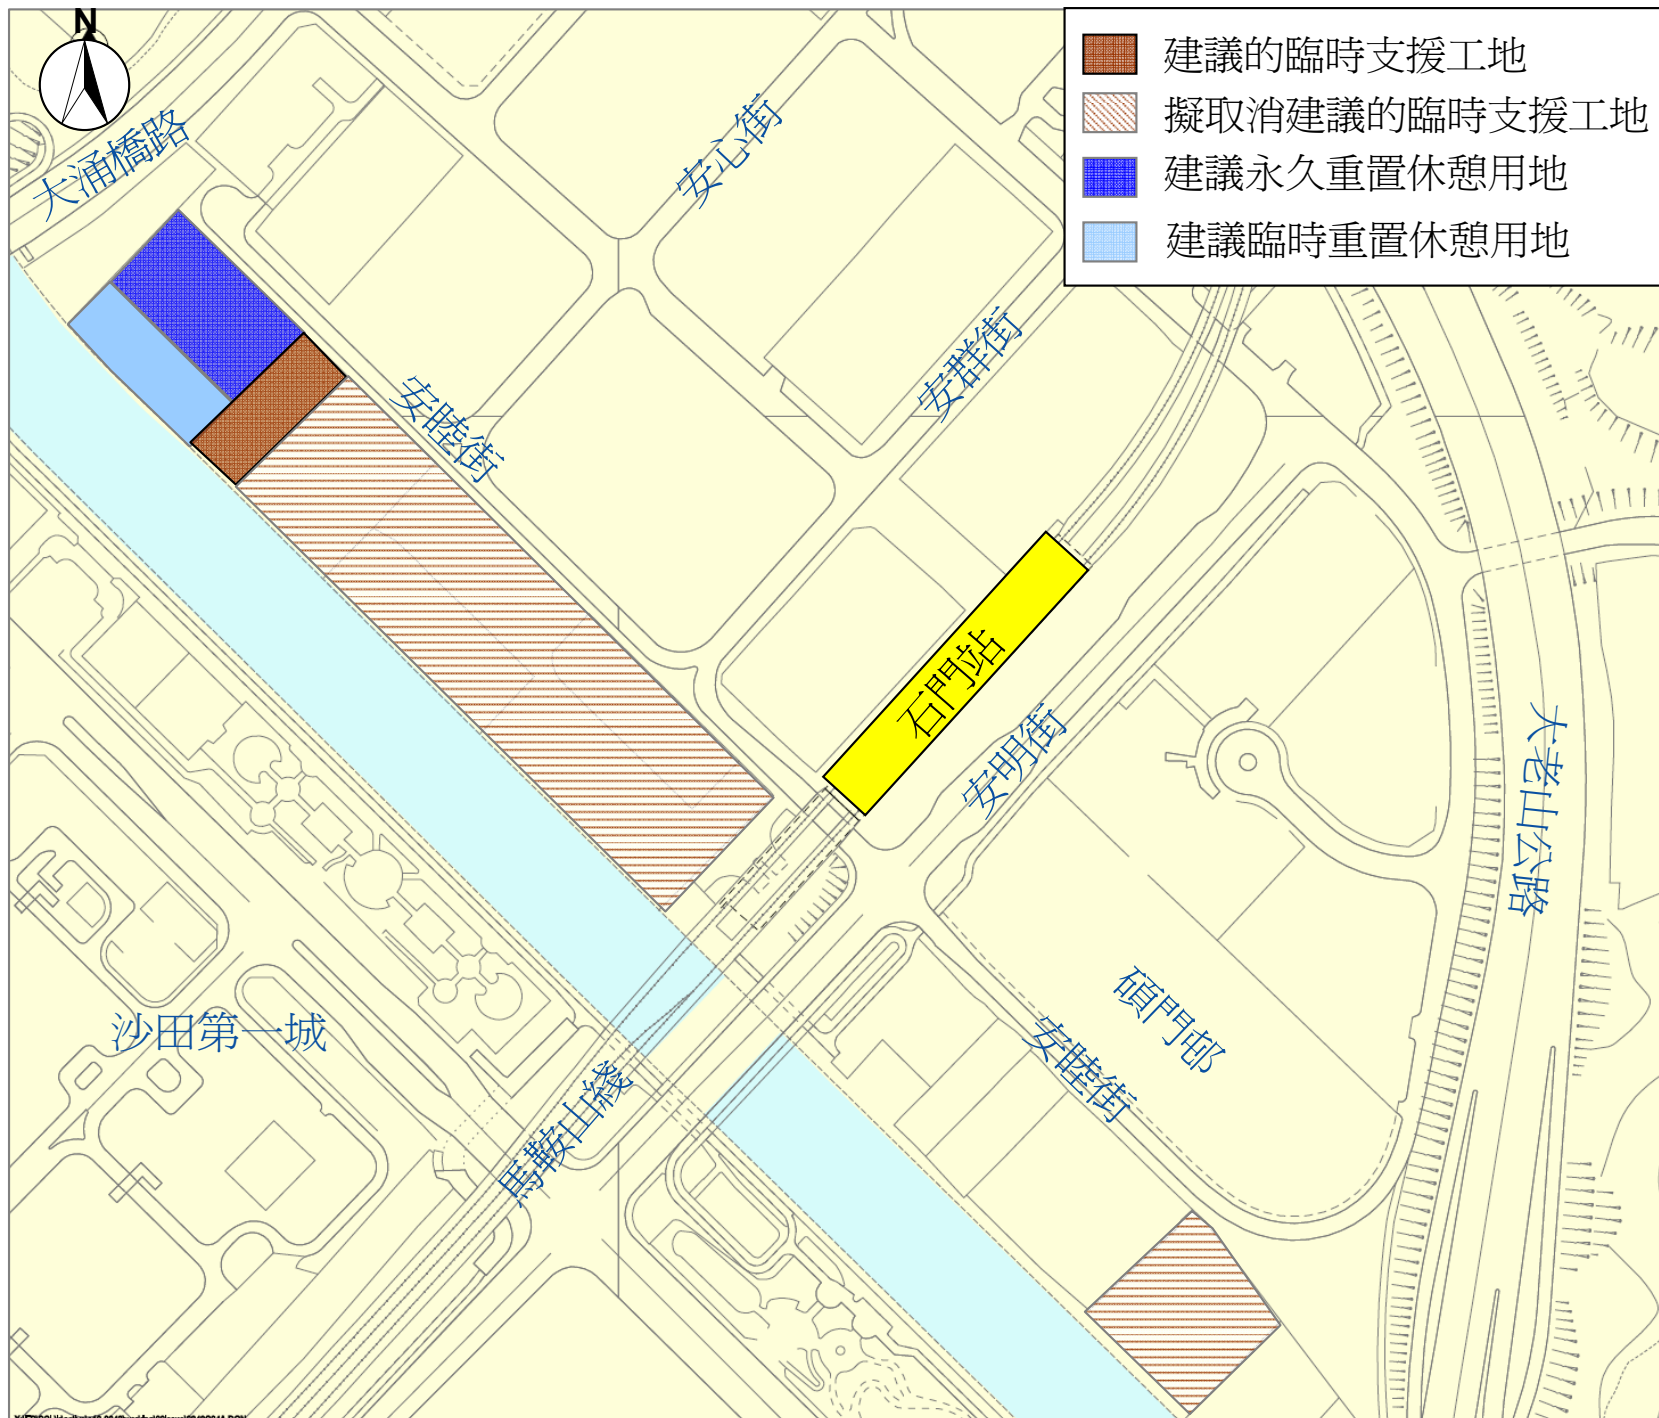 N
建議的臨時支援工地
擬取消建議的臨時支援工地
建議永久重置休憩用地
建議臨時重置休憩用地
大涌橋路
安心街
安群街
安睦街
石門站
安明街
大老山公路
碩門邨
安睦街
沙田第一城
馬鞍山綫